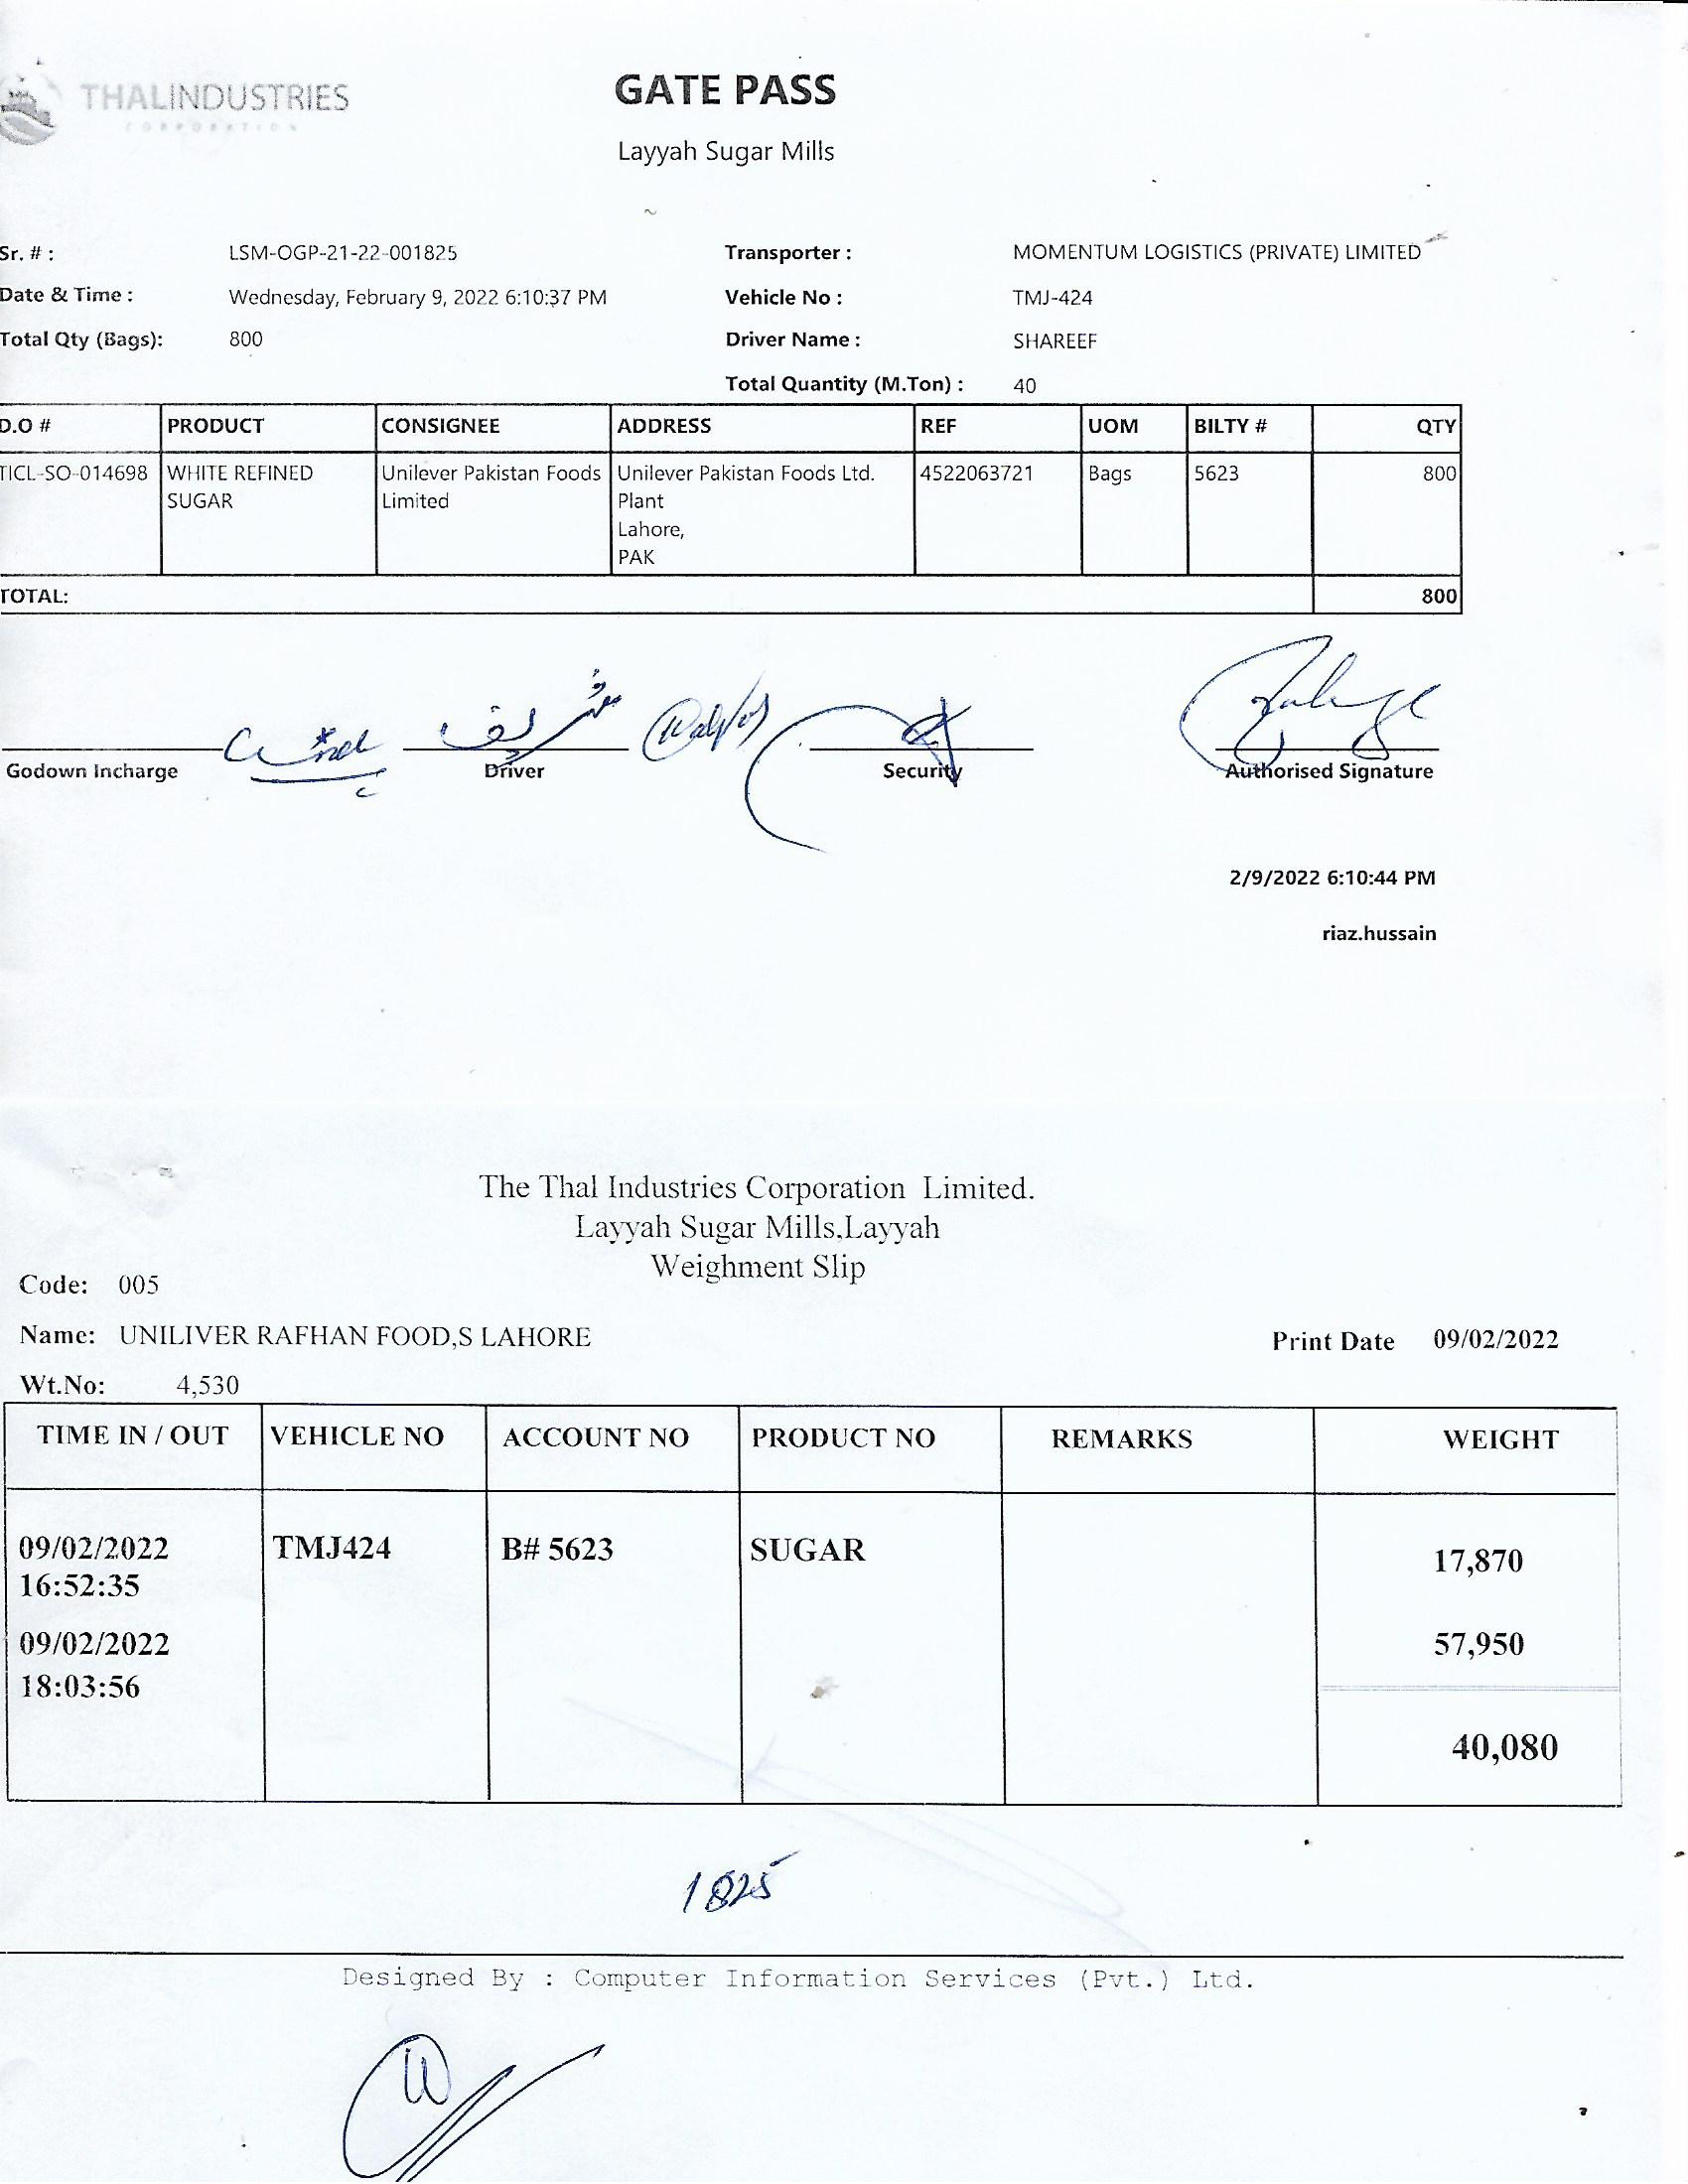 THALINDUSTRIES
CORPORATION
GATE PASS
Layyah Sugar Mills
Sr. # : LSM-OGP-21-22-001825 Transporter : MOMENTUM LOGISTICS (PRIVATE) LIMITED
Date & Time : Wednesday, February 9, 2022 6:10:37 PM Vehicle No : TMJ-424
Total Qty (Bags): 800 Driver Name : SHAREEF
Total Quantity (M.Ton) : 40
D.O # PRODUCT CONSIGNEE ADDRESS REF UOM BILTY # QTY
TICL-SO-014698 WHITE REFINED Unilever Pakistan Foods Unilever Pakistan Foods Ltd. 4522063721 Bags 5623 800
SUGAR Limited Plant
Lahore,
PAK
TOTAL: 800
شریف
Godown Incharge Driver Security Authorised Signature
2/9/2022 6:10:44 PM
riaz.hussain
The Thal Industries Corporation Limited.
Layyah Sugar Mills,Layyah
Weighment Slip
Code: 005
Name: UNILIVER RAFHAN FOOD,S LAHORE Print Date 09/02/2022
Wt.No: 4,530
TIME IN / OUT VEHICLE NO ACCOUNT NO PRODUCT NO REMARKS WEIGHT
09/02/2022 TMJ424 B# 5623 SUGAR 17,870
16:52:35
09/02/2022 57,950
18:03:56
40,080
1825
Designed By : Computer Information Services (Pvt.) Ltd.